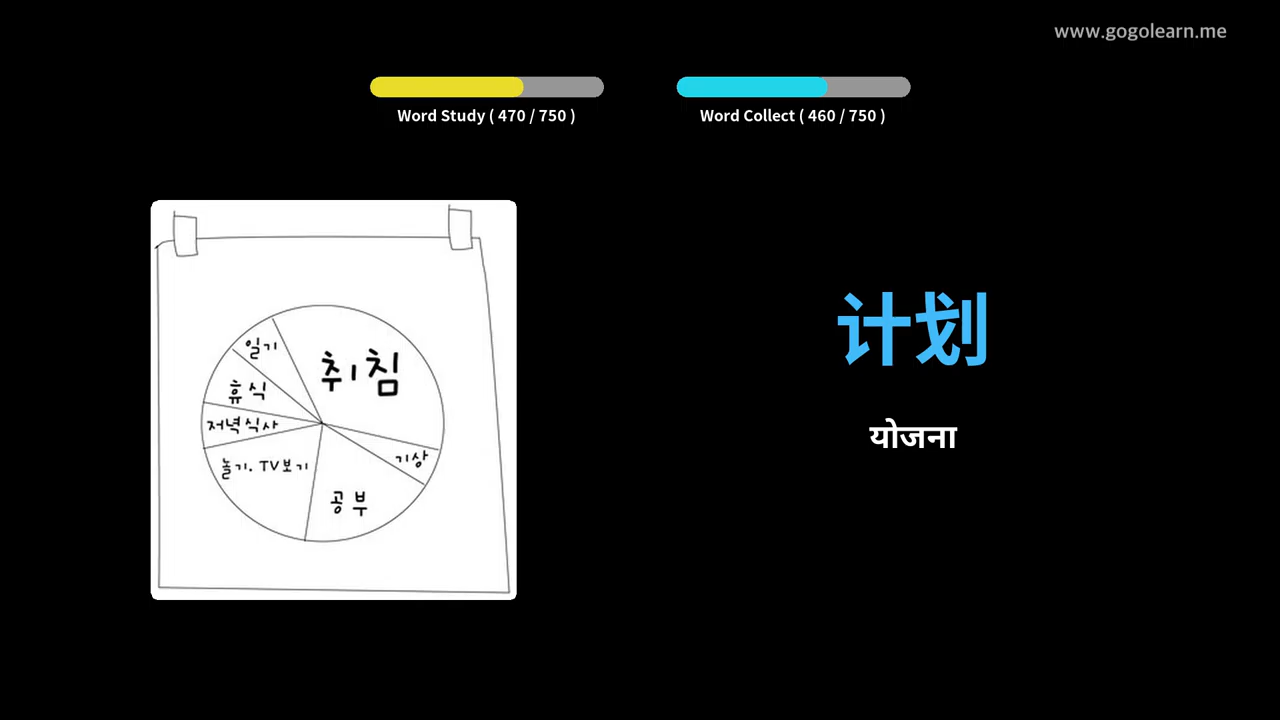 www.gogolearn.me
Word Study ( 470 / 750 )
Word Collect ( 460 / 750 )
일기
취침
휴식
저녁식사
놀기. TV보기
기상
공부
计划
योजना